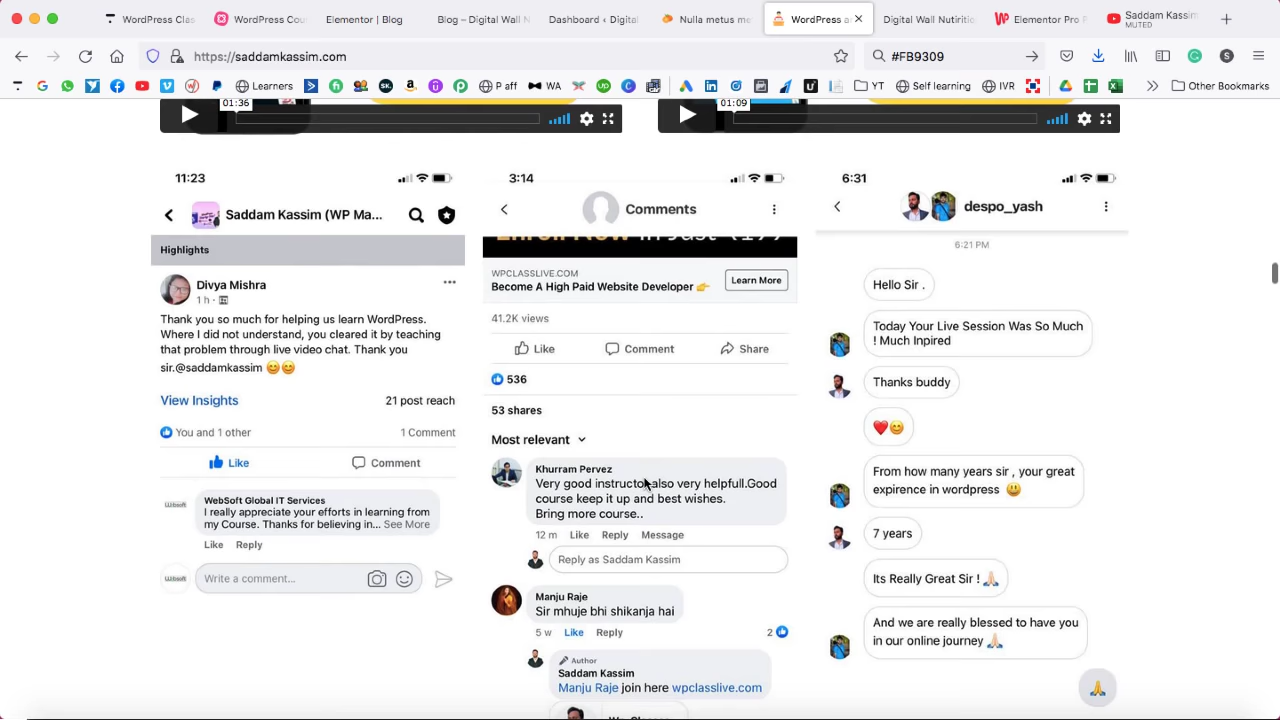 WordPress Clas
WordPress Cou
Elementor | Blog
Blog – Digital Wall N
Dashboard ‹ Digital
Nulla metus me
WordPress a
Digital Wall Nutritio
Elementor Pro F
Saddam Kassim
MUTED
https://saddamkassim.com
#FB9309
Learners
P aff
WA
YT
Self learning
IVR
Other Bookmarks
01:36
01:09
11:23
Saddam Kassim (WP Ma...
Highlights
Divya Mishra
1 h
Thank you so much for helping us learn WordPress.
Where I did not understand, you cleared it by teaching
that problem through live video chat. Thank you
sir.@saddamkassim 😊😊
View Insights
21 post reach
You and 1 other
1 Comment
Like
Comment
WebSoft Global IT Services
I really appreciate your efforts in learning from
my Course. Thanks for believing in... See More
Like Reply
Write a comment...
3:14
Comments
WPCLASSLIVE.COM
Become A High Paid Website Developer 👉
Learn More
41.2K views
Like
Comment
Share
536
53 shares
Most relevant
Khurram Pervez
Very good instructo also very helpfull.Good
course keep it up and best wishes.
Bring more course..
12 m Like Reply Message
Reply as Saddam Kassim
Manju Raje
Sir mhuje bhi shikanja hai
5 w Like Reply 2
Author
Saddam Kassim
Manju Raje join here wpclasslive.com
6:31
despo_yash
6:21 PM
Hello Sir .
Today Your Live Session Was So Much
! Much Inpired
Thanks buddy
❤️😊
From how many years sir , your great
expirence in wordpress 😃
7 years
Its Really Great Sir ! 🙏🏻
And we are really blessed to have you
in our online journey 🙏🏻
🙏